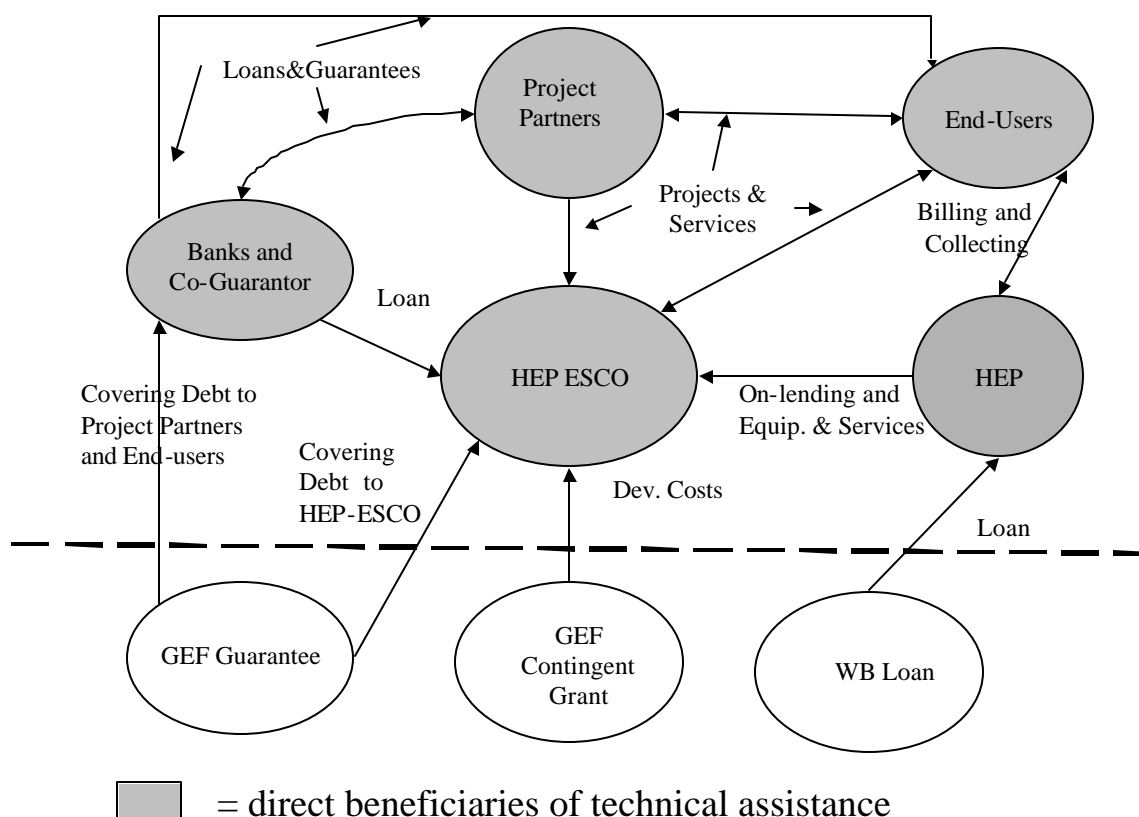 Loans&Guarantees
Project
Partners
End-Users
Projects &
Services
Billing and
Collecting
Banks and
Co-Guarantor
Loan
HEP ESCO
HEP
On-lending and
Equip. & Services
Covering Debt to
Project Partners
and End-users
Covering
Debt to
HEP-ESCO
Dev. Costs
Loan
GEF Guarantee
GEF
Contingent
Grant
WB Loan
= direct beneficiaries of technical assistance